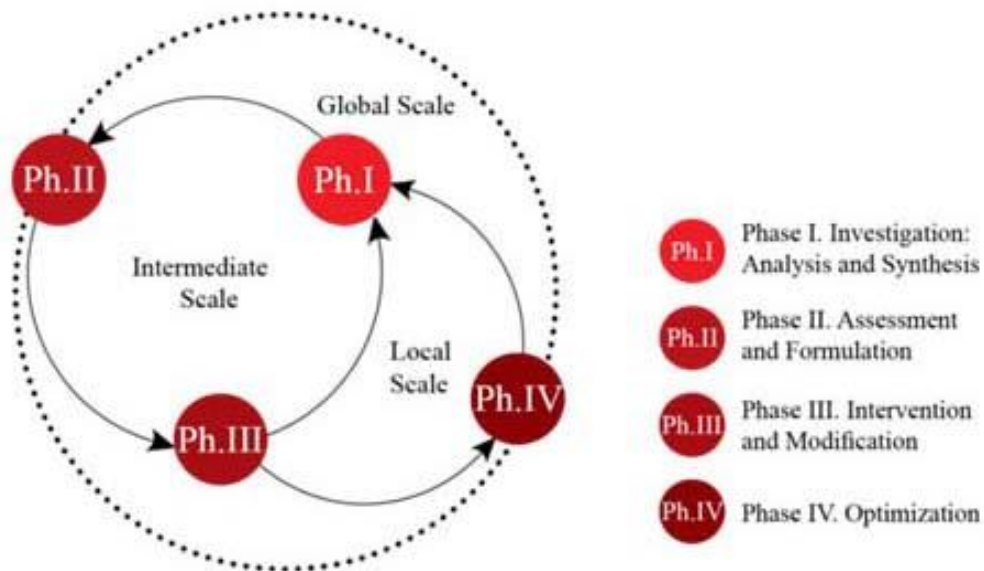 Global Scale
Ph.II
Ph.I
Intermediate
Scale
Local
Scale
Ph.III
Ph.IV
Ph.I
Phase I. Investigation:
Analysis and Synthesis
Ph.II
Phase II. Assessment
and Formulation
Ph.III
Phase III. Intervention
and Modification
Ph.IV
Phase IV. Optimization